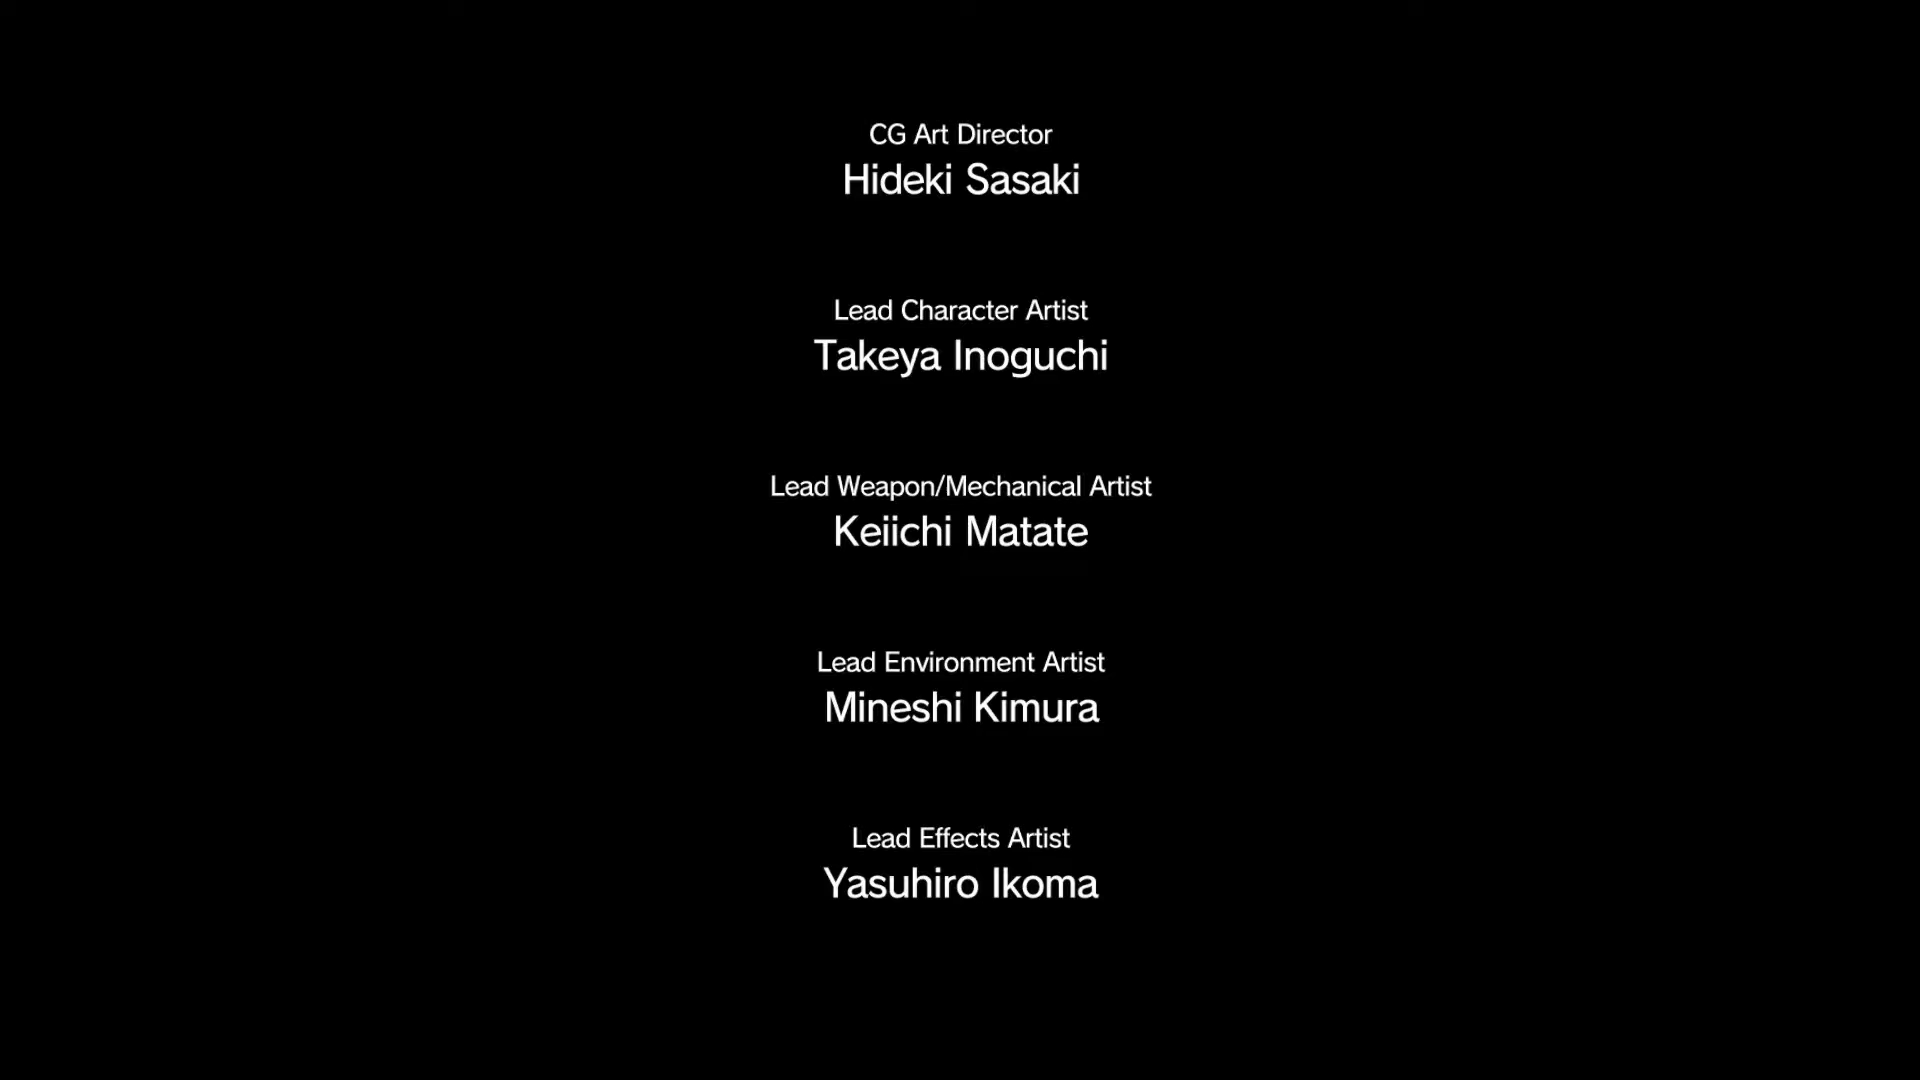 CG Art Director
Hideki Sasaki
Lead Character Artist
Takeya Inoguchi
Lead Weapon/Mechanical Artist
Keiichi Matate
Lead Environment Artist
Mineshi Kimura
Lead Effects Artist
Yasuhiro Ikoma